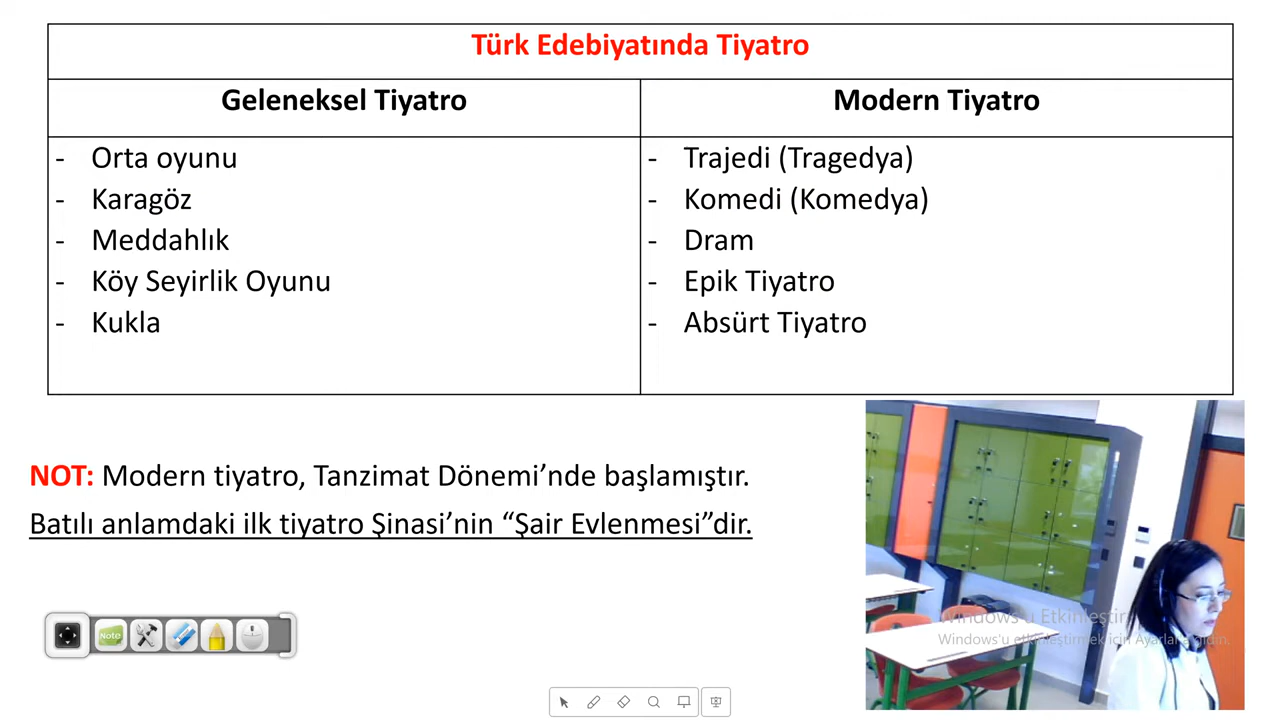 Türk Edebiyatında Tiyatro
Geleneksel Tiyatro
Modern Tiyatro
- Orta oyunu
- Karagöz
- Meddahlık
- Köy Seyirlik Oyunu
- Kukla
- Trajedi (Tragedya)
- Komedi (Komedya)
- Dram
- Epik Tiyatro
- Absürt Tiyatro
NOT: Modern tiyatro, Tanzimat Dönemi’nde başlamıştır.
Batılı anlamdaki ilk tiyatro Şinasi’nin “Şair Evlenmesi”dir.
Note
Windows'u Etkinleştir
Windows'u etkinleştirmek için Ayarlar'a gidin.